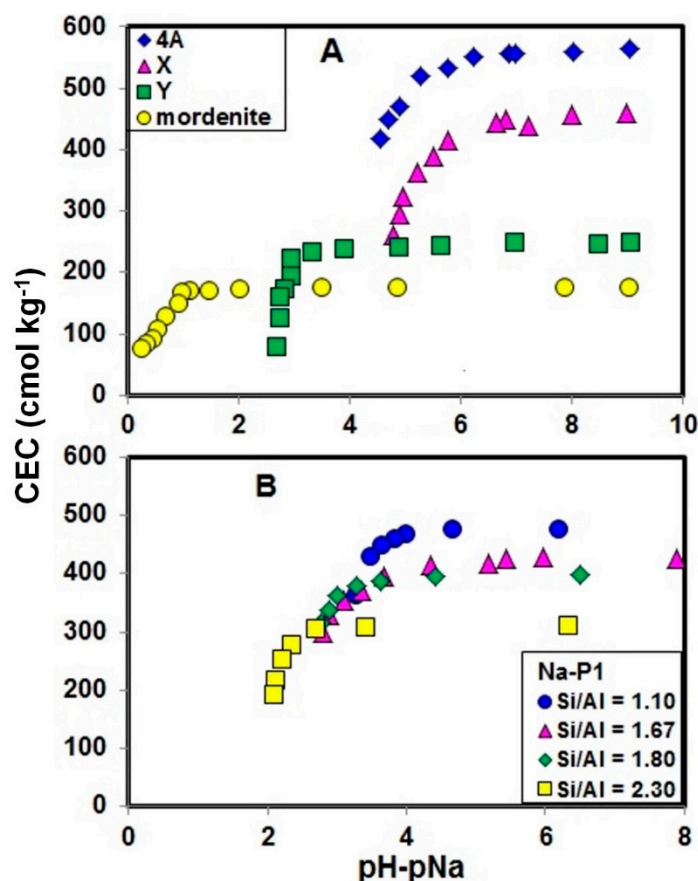 600
500
400
300
200
100
0
A
4A
X
Y
mordenite
0 2 4 6 8 10
CEC (cmol kg-1)
600
500
400
300
200
100
0
B
Na-P1
Si/Al = 1.10
Si/Al = 1.67
Si/Al = 1.80
Si/Al = 2.30
0 2 4 6 8
pH-pNa